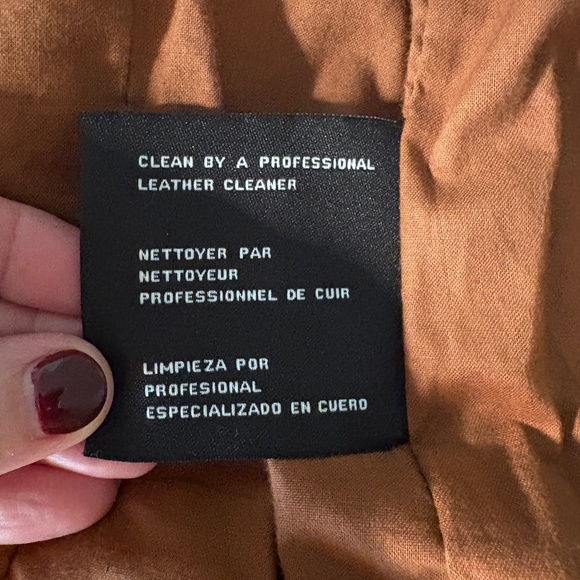 CLEAN BY A PROFESSIONAL
LEATHER CLEANER
NETTOYER PAR
NETTOYEUR
PROFESSIONNEL DE CUIR
LIMPIEZA POR
PROFESIONAL
ESPECIALIZADO EN CUERO